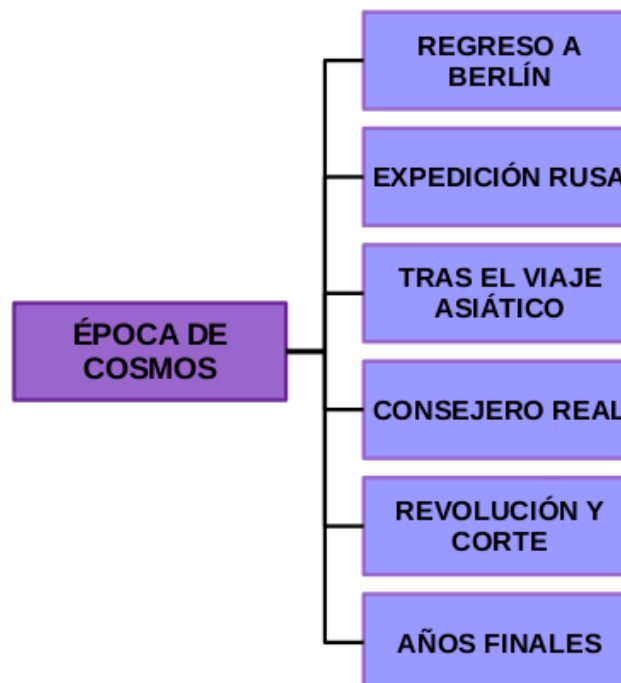 ÉPOCA DE
COSMOS
REGRESO A
BERLÍN
EXPEDICIÓN RUSA
TRAS EL VIAJE
ASIÁTICO
CONSEJERO REAL
REVOLUCIÓN Y
CORTE
AÑOS FINALES